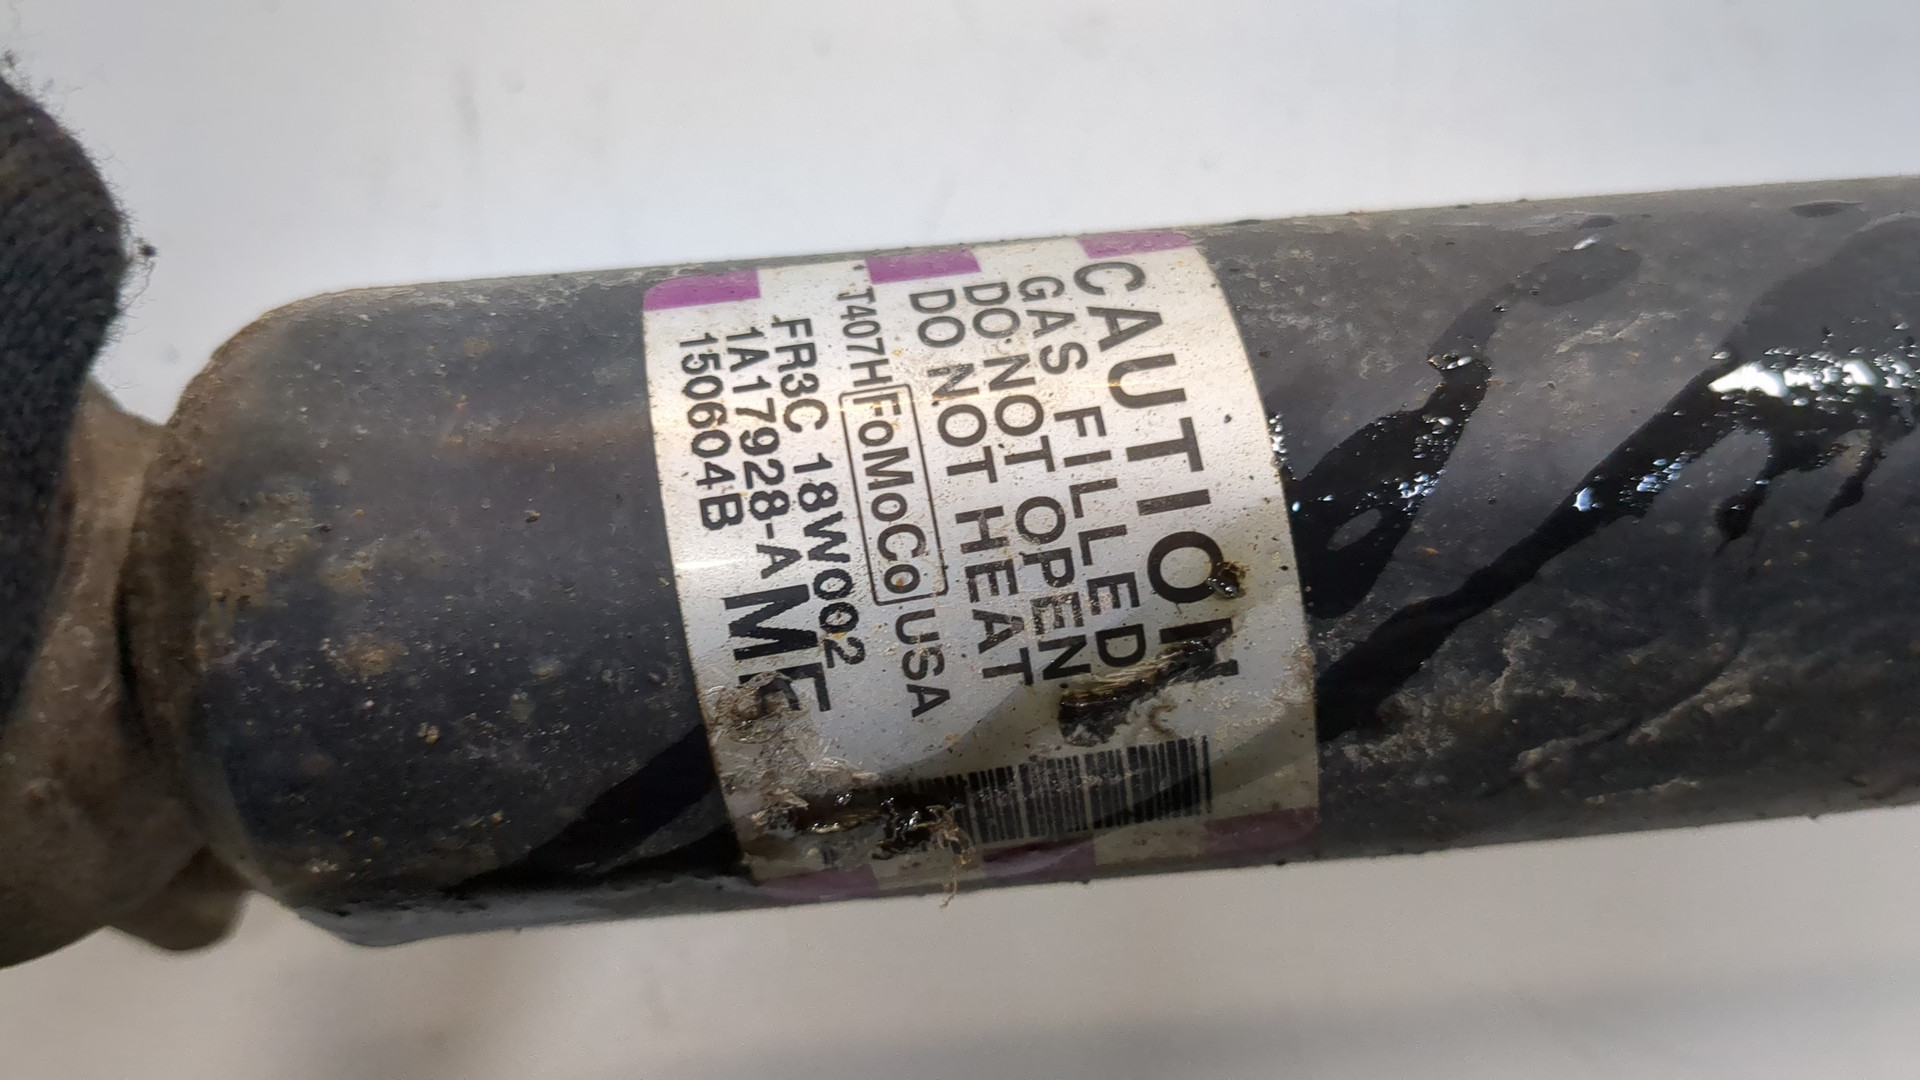 CAUTION
GAS FILLED
DO NOT OPEN
DO NOT HEAT
T407H FoMoCo USA
FR3C 18W002
1A17928-A MF
150604B